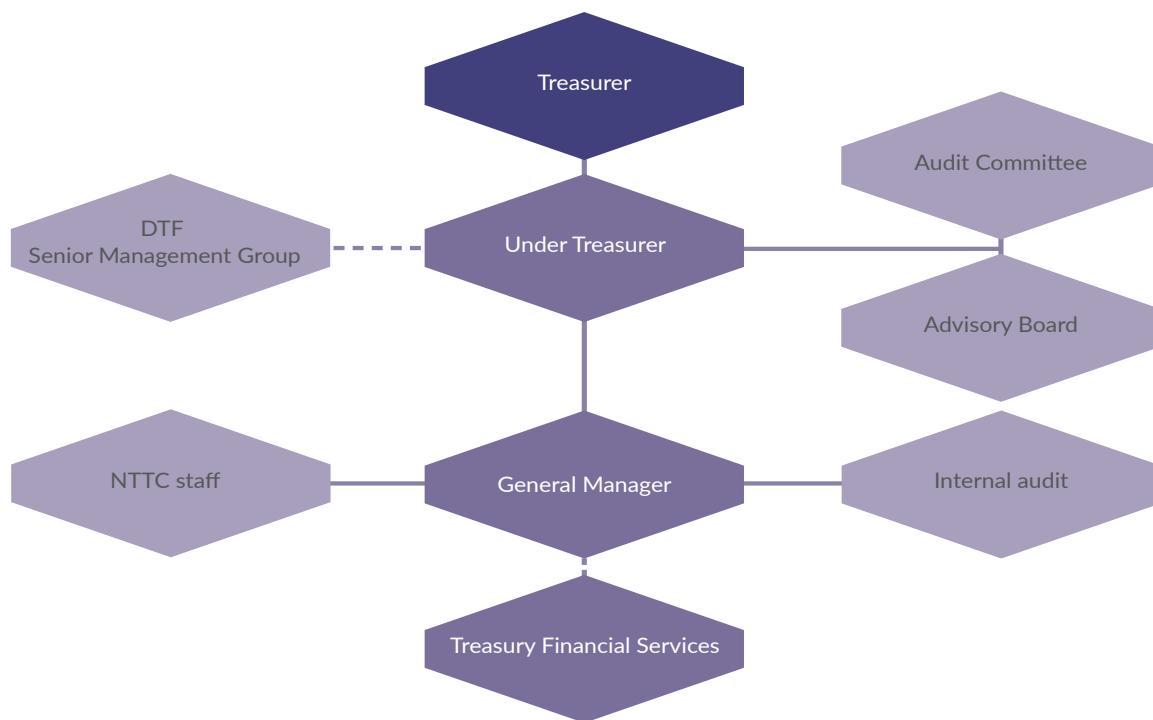 Treasurer
Audit Committee
DTF
Senior Management Group
Under Treasurer
Advisory Board
NTTC staff
General Manager
Internal audit
Treasury Financial Services